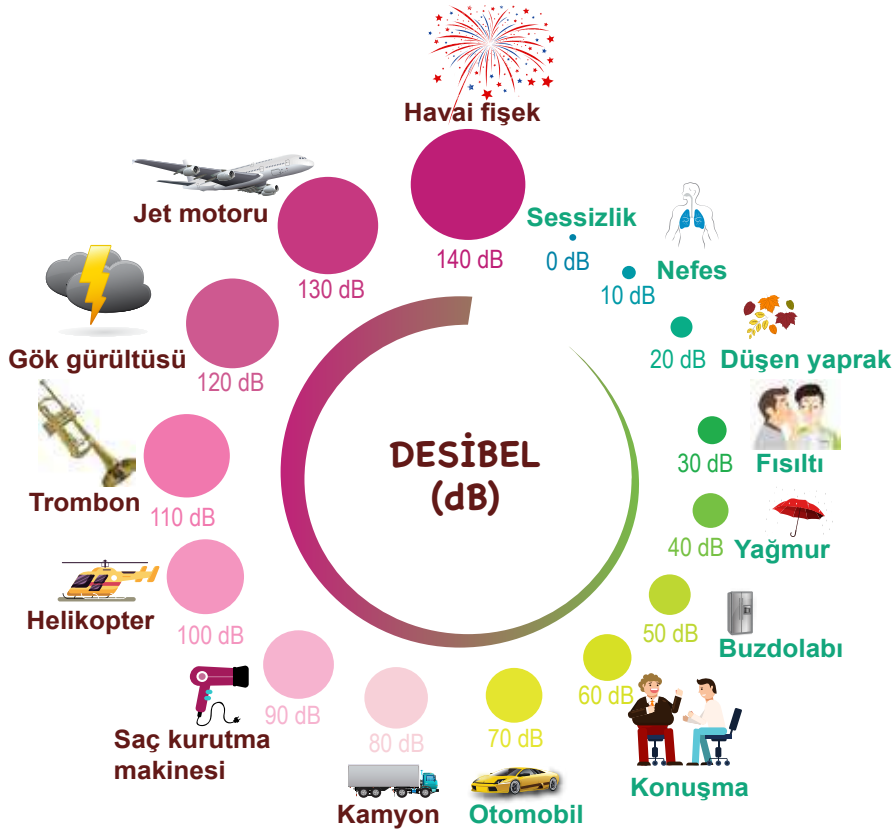 Havai fişek
140 dB
Sessizlik
0 dB
Nefes
10 dB
Düşen yaprak
20 dB
Fısıltı
30 dB
Yağmur
40 dB
Buzdolabı
50 dB
Konuşma
60 dB
Otomobil
70 dB
Kamyon
80 dB
Saç kurutma
makinesi
90 dB
Helikopter
100 dB
Trombon
110 dB
Gök gürültüsü
120 dB
Jet motoru
130 dB
DESİBEL
(dB)